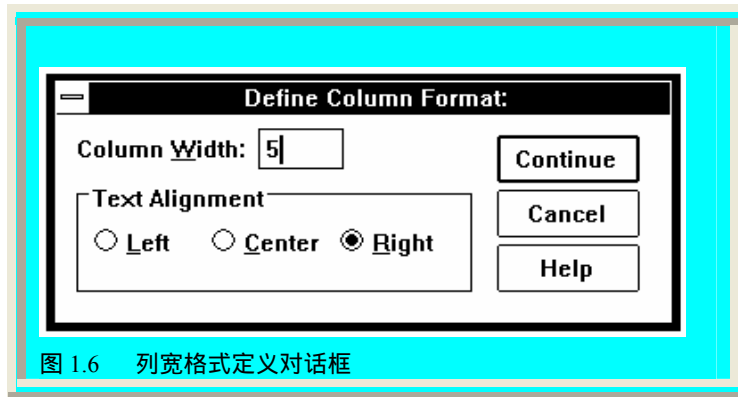 Define Column Format:
Column Width: 5
Continue
Text Alignment
Left Center Right
Cancel
Help
图 1.6 列宽格式定义对话框